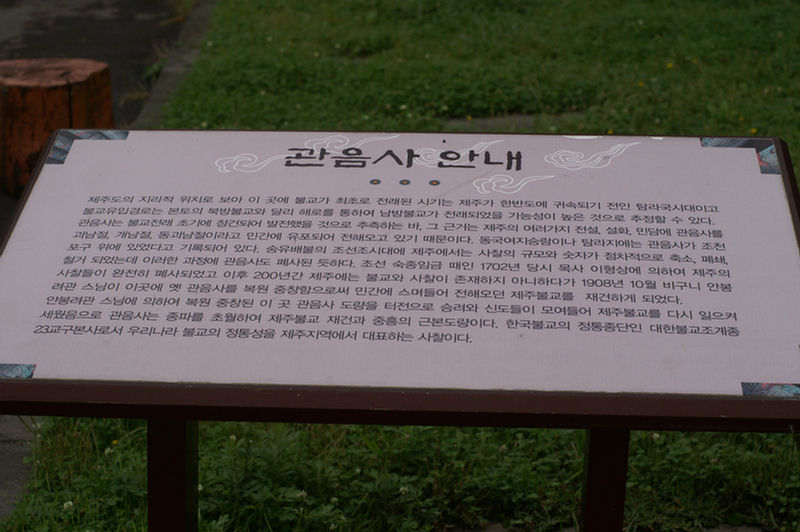 관음사 안내
제주도의 지리적 위치로 보아 이 곳에 불교가 최초로 전래된 시기는 제주가 한반도에 귀속되기 전인 탐라국시대이고
불교유입경로는 본토의 북방불교와 달리 해로를 통하여 남방불교가 전래되었을 가능성이 높은 것으로 추정할 수 있다.
관음사는 불교전래 초기에 창건되어 발전했을 것으로 추측하는 바, 그 근거는 제주의 여러가지 전설, 설화, 민담에 관음사를
괴남절, 개남절, 동괴남절이라고 민간에 유포되어 전해오고 있기 때문이다. 동국여지승람이나 탐라지에는 관음사가 조천
포구 위에 있었다고 기록되어 있다. 숭유배불의 조선조시대에 제주에서는 사찰의 규모와 숫자가 점차적으로 축소, 폐쇄,
철거 되었는데 이러한 과정에 관음사도 폐사된 듯하다. 조선 숙종임금 때인 1702년 당시 목사 이형상에 의하여 제주의
사찰들이 완전히 폐사되었고 이후 200년간 제주에는 불교와 사찰이 존재하지 아니하다가 1908년 10월 비구니 안봉
려관 스님이 이곳에 옛 관음사를 복원 중창함으로써 민간에 스며들어 전해오던 제주불교를 재건하게 되었다.
안봉려관 스님에 의하여 복원 중창된 이 곳 관음사 도량을 터전으로 승려와 신도들이 모여들어 제주불교를 다시 일으켜
세웠음으로 관음사는 종파를 초월하여 제주불교 재건과 중흥의 근본도량이다. 한국불교의 정통종단인 대한불교조계종
23교구본사로서 우리나라 불교의 정통성을 제주지역에서 대표하는 사찰이다.